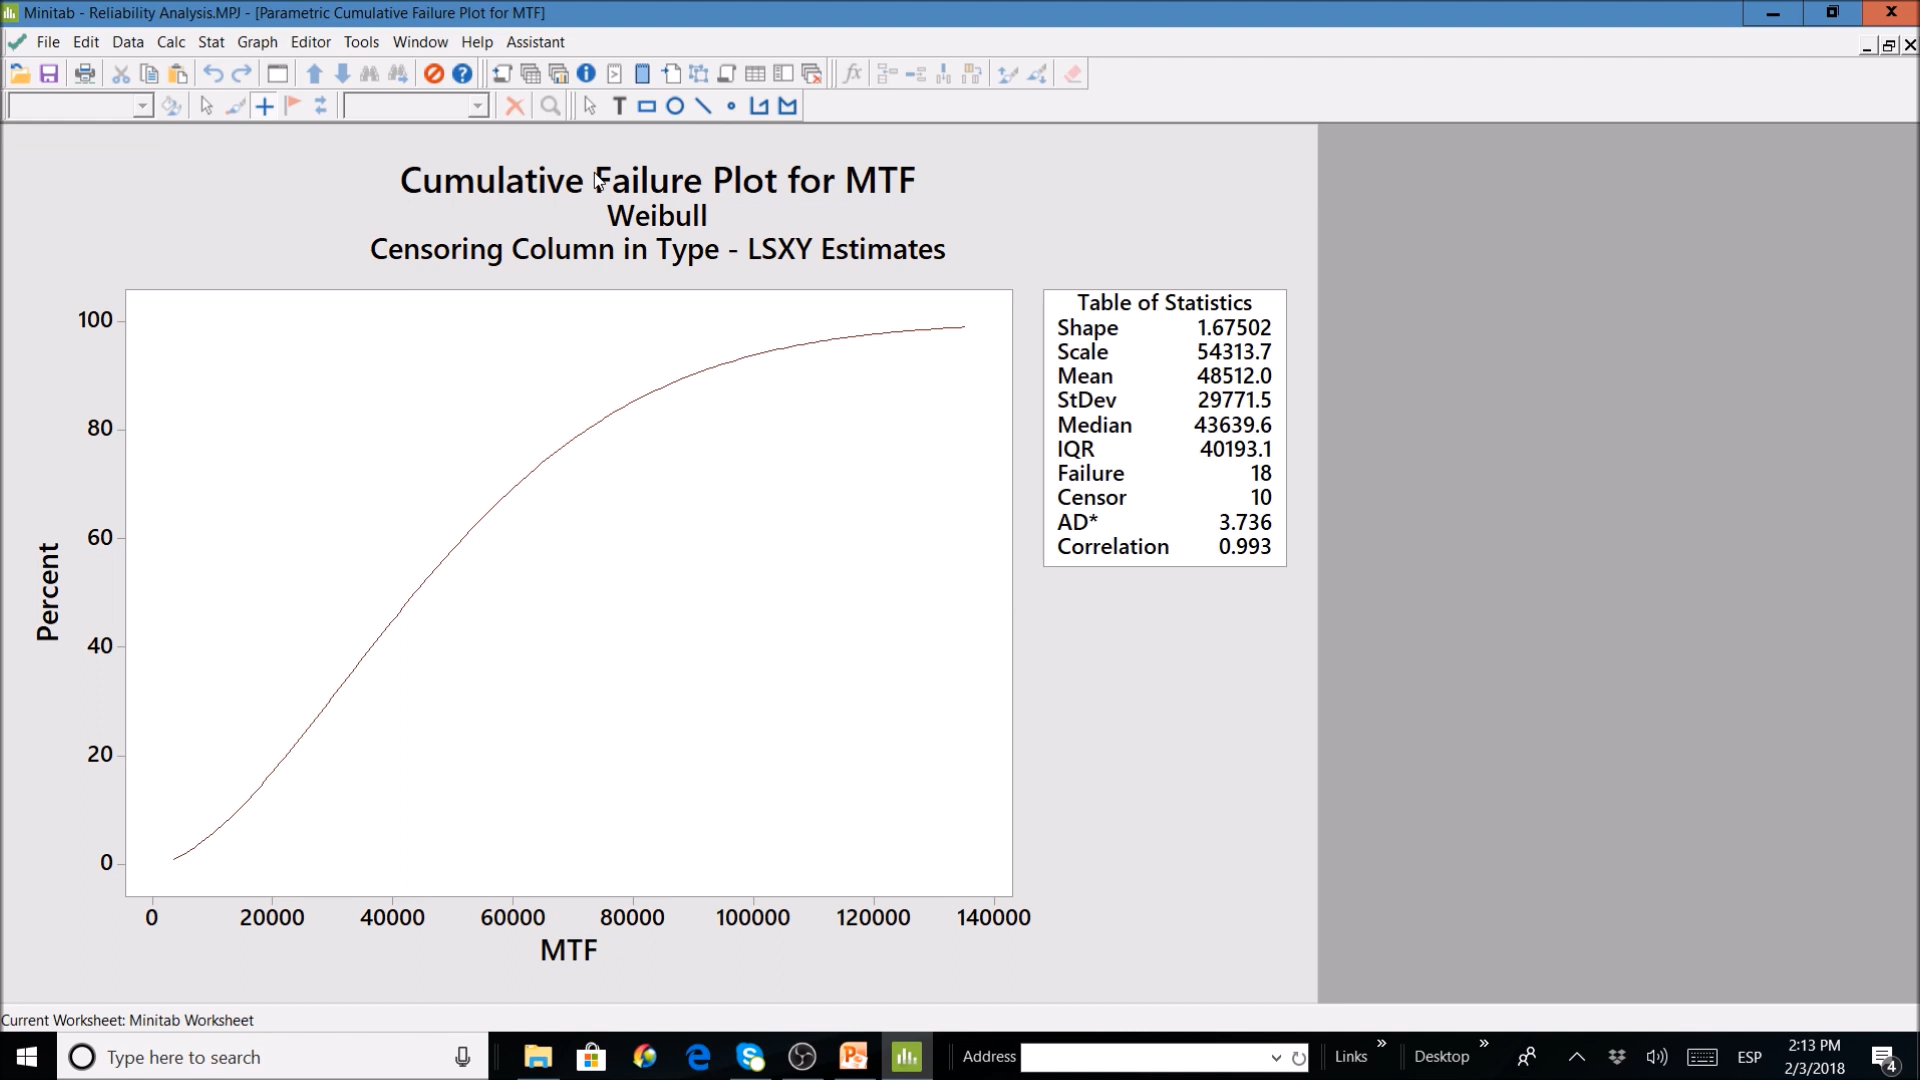 Minitab - Reliability Analysis.MPJ - [Parametric Cumulative Failure Plot for MTF]
File Edit Data Calc Stat Graph Editor Tools Window Help Assistant
Cumulative Failure Plot for MTF
Weibull
Censoring Column in Type - LSXY Estimates
100
80
60
40
20
0
Percent
0 20000 40000 60000 80000 100000 120000 140000
MTF
Table of Statistics
Shape 1.67502
Scale 54313.7
Mean 48512.0
StDev 29771.5
Median 43639.6
IQR 40193.1
Failure 18
Censor 10
AD* 3.736
Correlation 0.993
Current Worksheet: Minitab Worksheet
Type here to search
Address
Links »
Desktop »
ESP
2:13 PM
2/3/2018
4